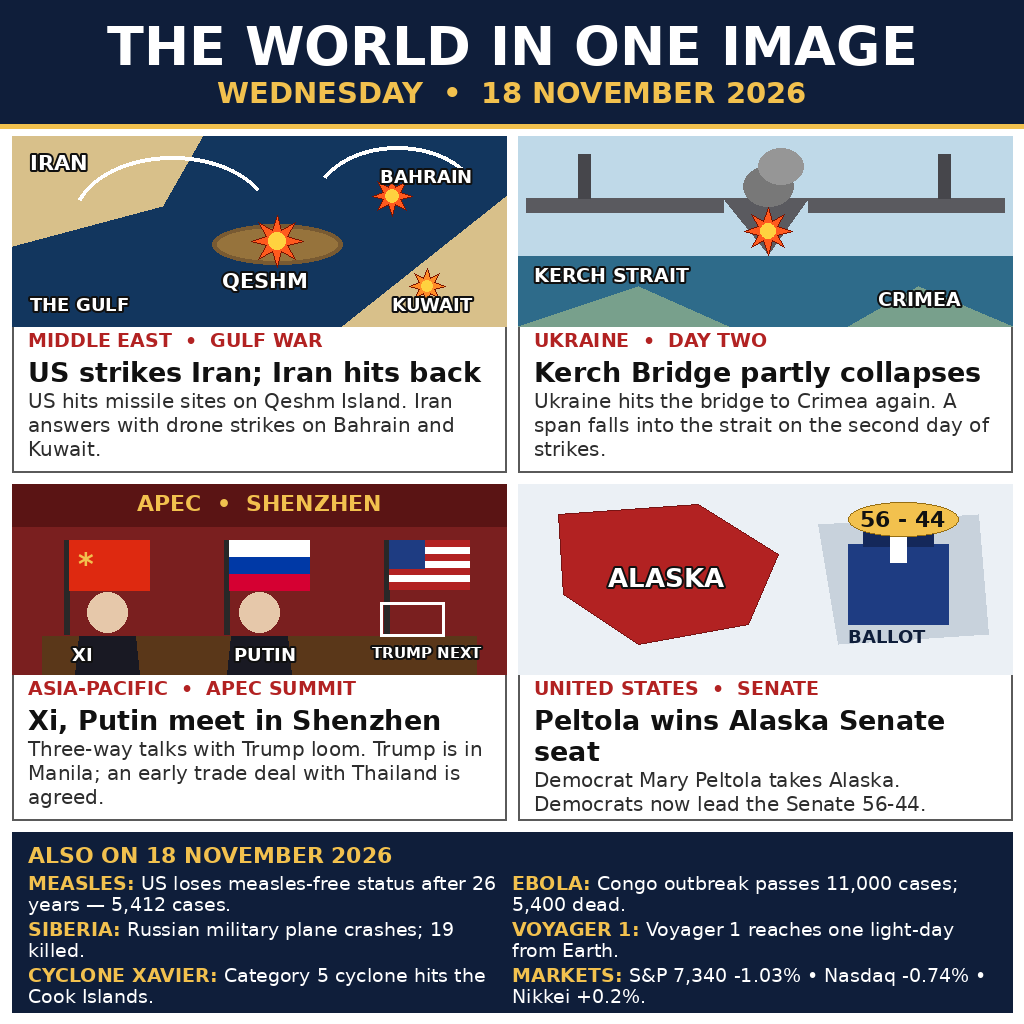 THE WORLD IN ONE IMAGE
WEDNESDAY • 18 NOVEMBER 2026
IRAN
BAHRAIN
QESHM
THE GULF
KUWAIT
MIDDLE EAST • GULF WAR
US strikes Iran; Iran hits back
US hits missile sites on Qeshm Island. Iran
answers with drone strikes on Bahrain and
Kuwait.
KERCH STRAIT
CRIMEA
UKRAINE • DAY TWO
Kerch Bridge partly collapses
Ukraine hits the bridge to Crimea again. A
span falls into the strait on the second day of
strikes.
APEC • SHENZHEN
XI
PUTIN
TRUMP NEXT
ASIA-PACIFIC • APEC SUMMIT
Xi, Putin meet in Shenzhen
Three-way talks with Trump loom. Trump is in
Manila; an early trade deal with Thailand is
agreed.
ALASKA
56 - 44
BALLOT
UNITED STATES • SENATE
Peltola wins Alaska Senate
seat
Democrat Mary Peltola takes Alaska.
Democrats now lead the Senate 56-44.
ALSO ON 18 NOVEMBER 2026
MEASLES: US loses measles-free status after 26
years — 5,412 cases.
SIBERIA: Russian military plane crashes; 19
killed.
CYCLONE XAVIER: Category 5 cyclone hits the
Cook Islands.
EBOLA: Congo outbreak passes 11,000 cases;
5,400 dead.
VOYAGER 1: Voyager 1 reaches one light-day
from Earth.
MARKETS: S&P 7,340 -1.03% • Nasdaq -0.74% •
Nikkei +0.2%.